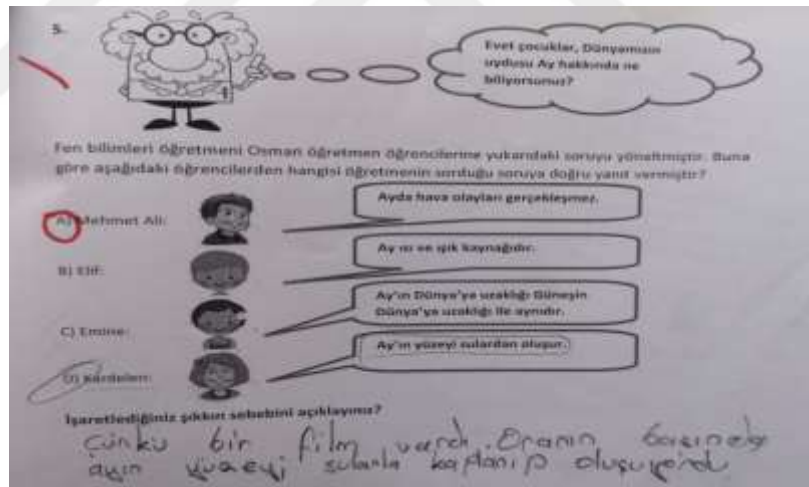 5.
Evet çocuklar, Dünyamızın
uydusu Ay hakkında ne
biliyorsunuz?
Fen bilimleri öğretmeni Osman öğretmen öğrencilerine yukarıdaki soruyu yöneltmiştir. Buna
göre aşağıdaki öğrencilerden hangisi öğretmenin sorduğu soruya doğru yanıt vermiştir?
A) Mehmet Ali:
Ayda hava olayları gerçekleşmez.
B) Elif:
Ay ısı ve ışık kaynağıdır.
C) Emine:
Ay'ın Dünya'ya uzaklığı Güneşin
Dünya'ya uzaklığı ile aynıdır.
D) Kardelen:
Ay'ın yüzeyi sulardan oluşur.
İşaretlediğiniz şıkkın sebebini açıklayınız?
Çünkü bir film vardı. Oranın
ayın yüzeyi sularla kaplanıp